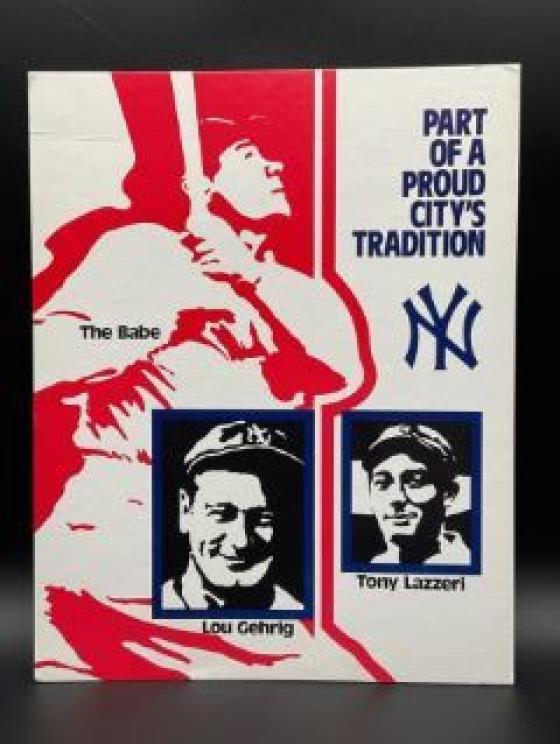 PART
OF A
PROUD
CITY'S
TRADITION
NY
The Babe
Lou Gehrig
Tony Lazzeri